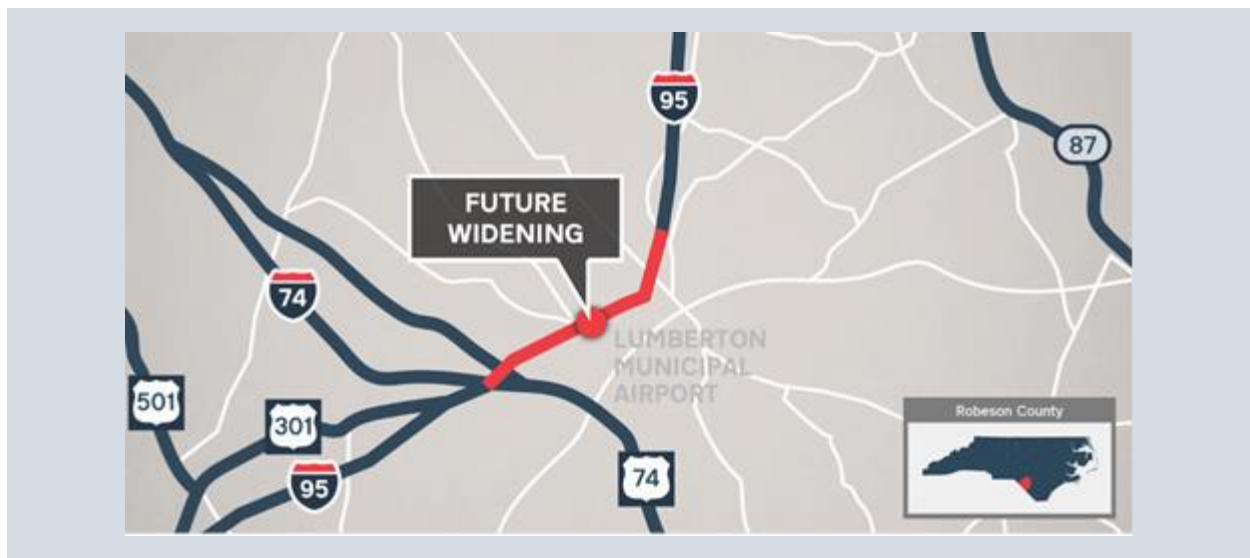 95
87
FUTURE
WIDENING
74
LUMBERTON
MUNICIPAL
AIRPORT
501
301
95
74
Robeson County